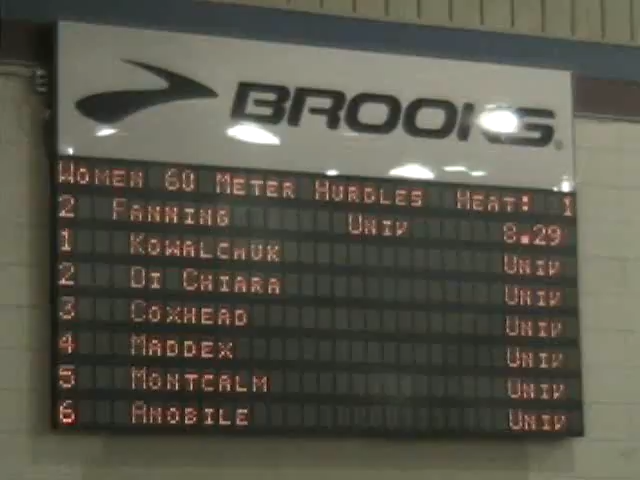 BROOKS
WOMEN 60 METER HURDLES HEAT: 1
2 FANNING UNIV 8.29
1 KOWALCHUK UNIV
2 DI CHIARA UNIV
3 COXHEAD UNIV
4 MADDEX UNIV
5 MONTCALM UNIV
6 ANOBILE UNIV